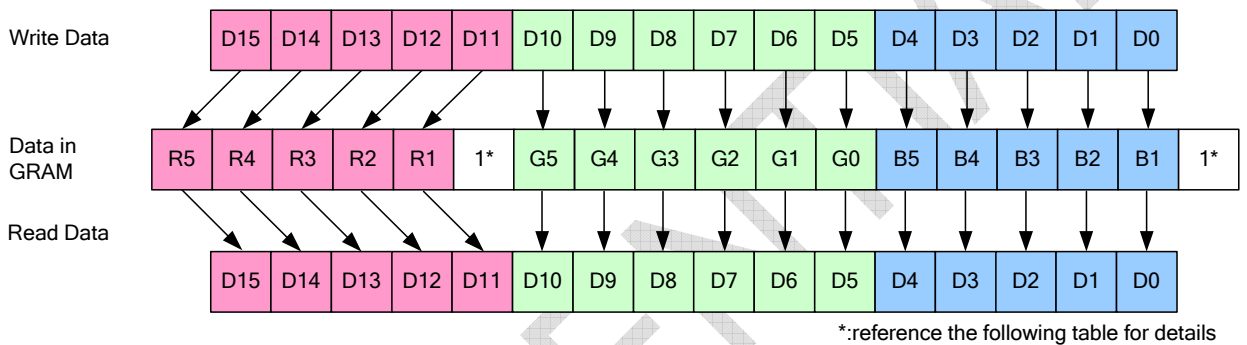 Write Data D15 D14 D13 D12 D11 D10 D9 D8 D7 D6 D5 D4 D3 D2 D1 D0
Data in
GRAM
R5 R4 R3 R2 R1 1* G5 G4 G3 G2 G1 G0 B5 B4 B3 B2 B1 1*
Read Data
D15 D14 D13 D12 D11 D10 D9 D8 D7 D6 D5 D4 D3 D2 D1 D0
*:reference the following table for details